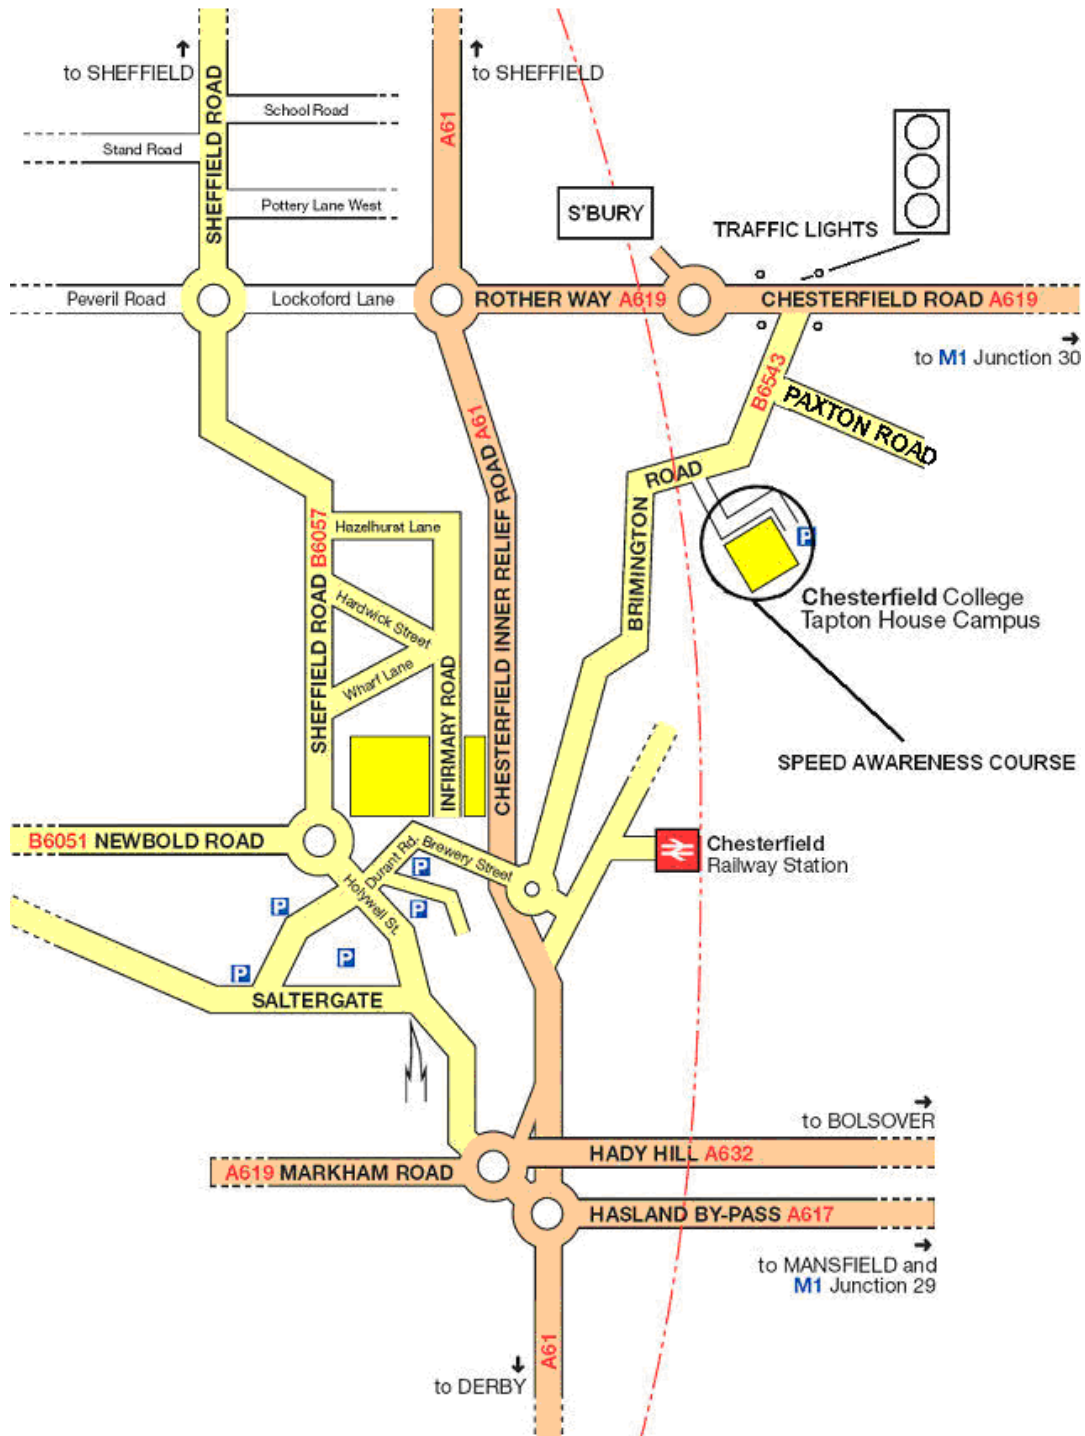 to SHEFFIELD
to SHEFFIELD
SHEFFIELD ROAD
School Road
A61
Stand Road
Pottery Lane West
S'BURY
TRAFFIC LIGHTS
Peveril Road
Lockoford Lane
ROTHER WAY A619
CHESTERFIELD ROAD A619
to M1 Junction 30
B6543
PAXTON ROAD
CHESTERFIELD INNER RELIEF ROAD A61
BRIMINGTON
ROAD
SHEFFIELD ROAD B6057
Hazelhurst Lane
P
Hardwick Street
Chesterfield College
Tapton House Campus
Wharf Lane
INFIRMARY ROAD
SPEED AWARENESS COURSE
B6051 NEWBOLD ROAD
Durant Rd.
Brewery Street
Chesterfield
Railway Station
Holywell St.
P
P
P
P
P
SALTERGATE
to BOLSOVER
HADY HILL A632
A619 MARKHAM ROAD
HASLAND BY-PASS A617
to MANSFIELD and
M1 Junction 29
A61
to DERBY